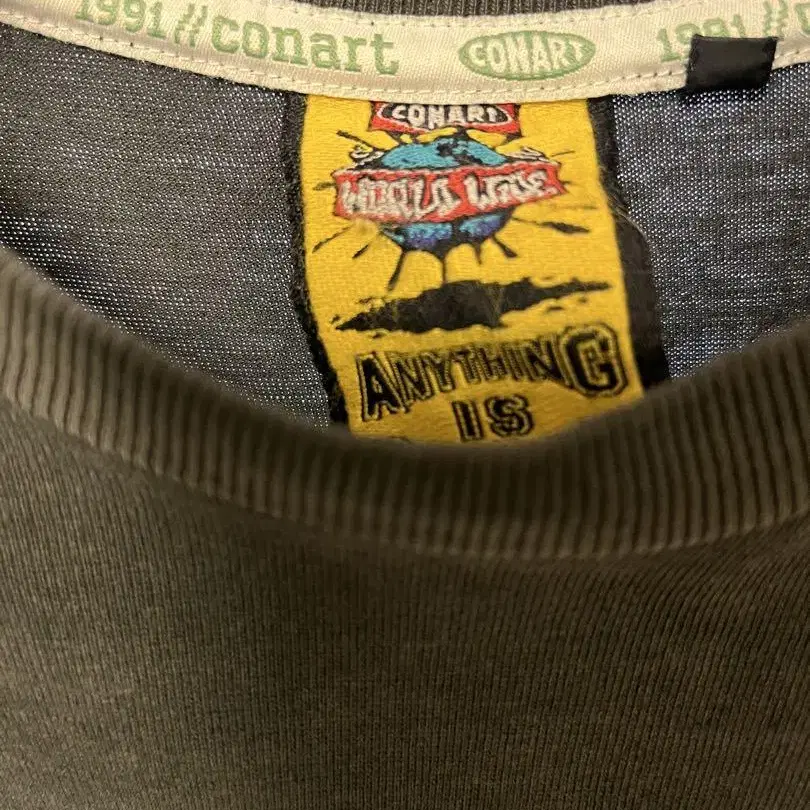 1991//conart CONART 1991//
CONART
WORLD WIDE
ANYTHING
IS